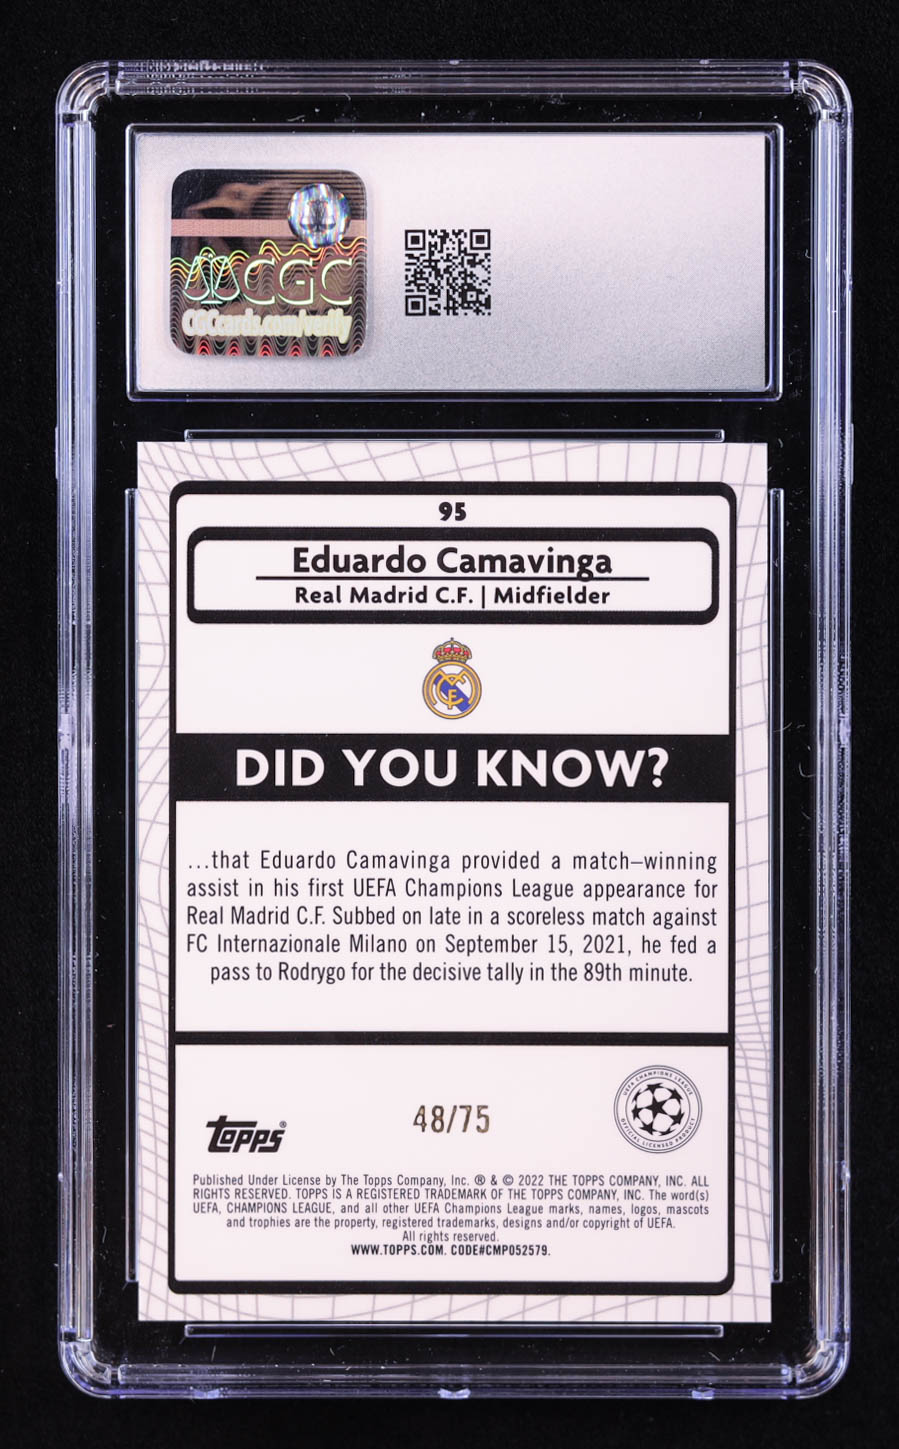 CGC
CGCcards.com/verify
95
Eduardo Camavinga
Real Madrid C.F. | Midfielder
DID YOU KNOW?
...that Eduardo Camavinga provided a match–winning
assist in his first UEFA Champions League appearance for
Real Madrid C.F. Subbed on late in a scoreless match against
FC Internazionale Milano on September 15, 2021, he fed a
pass to Rodrygo for the decisive tally in the 89th minute.
topps®
48/75
UEFA CHAMPIONS LEAGUE
OFFICIAL LICENSED PRODUCT
Published Under License by The Topps Company, Inc. ® & © 2022 THE TOPPS COMPANY, INC. ALL
RIGHTS RESERVED. TOPPS IS A REGISTERED TRADEMARK OF THE TOPPS COMPANY, INC. The word(s)
UEFA, CHAMPIONS LEAGUE, and all other UEFA Champions League marks, names, logos, mascots
and trophies are the property, registered trademarks, designs and/or copyright of UEFA.
All rights reserved.
WWW.TOPPS.COM. CODE#CMP052579.